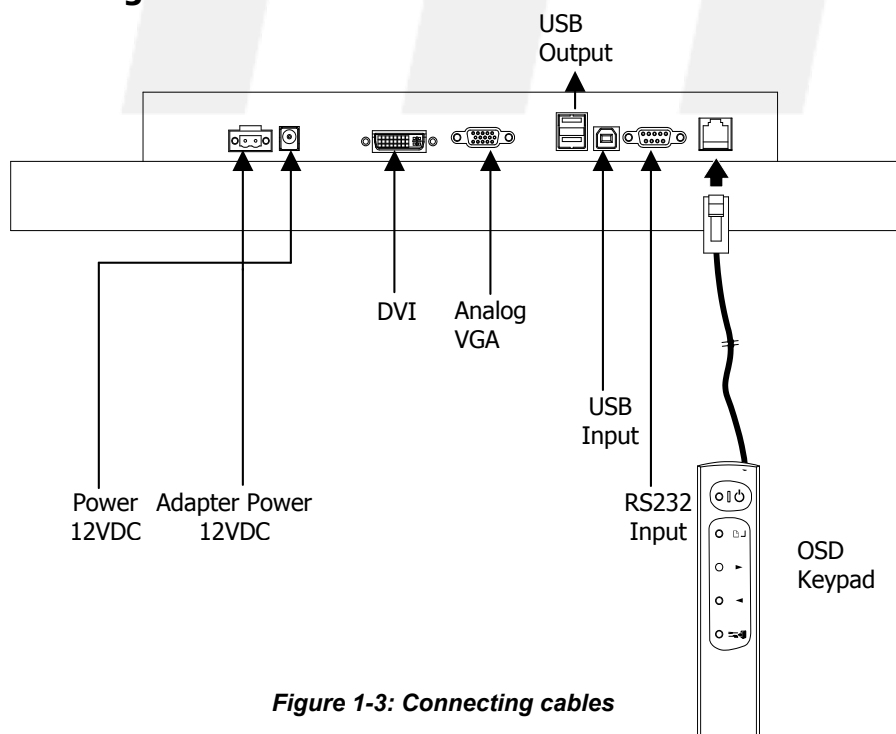 USB
Output
DVI
Analog
VGA
USB
Input
Power
12VDC
Adapter Power
12VDC
RS232
Input
OSD
Keypad
Figure 1-3: Connecting cables